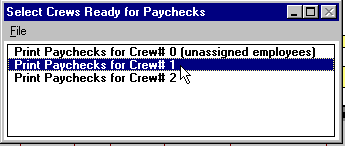 Select Crews Ready for Paychecks
File
Print Paychecks for Crew# 0 (unassigned employees)
Print Paychecks for Crew# 1
Print Paychecks for Crew# 2